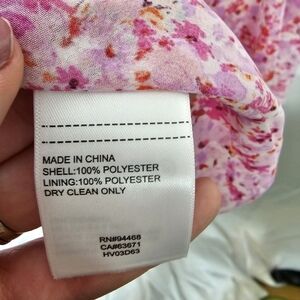 MADE IN CHINA
SHELL:100% POLYESTER
LINING:100% POLYESTER
DRY CLEAN ONLY
RN#94468
CA#63671
HV03D63